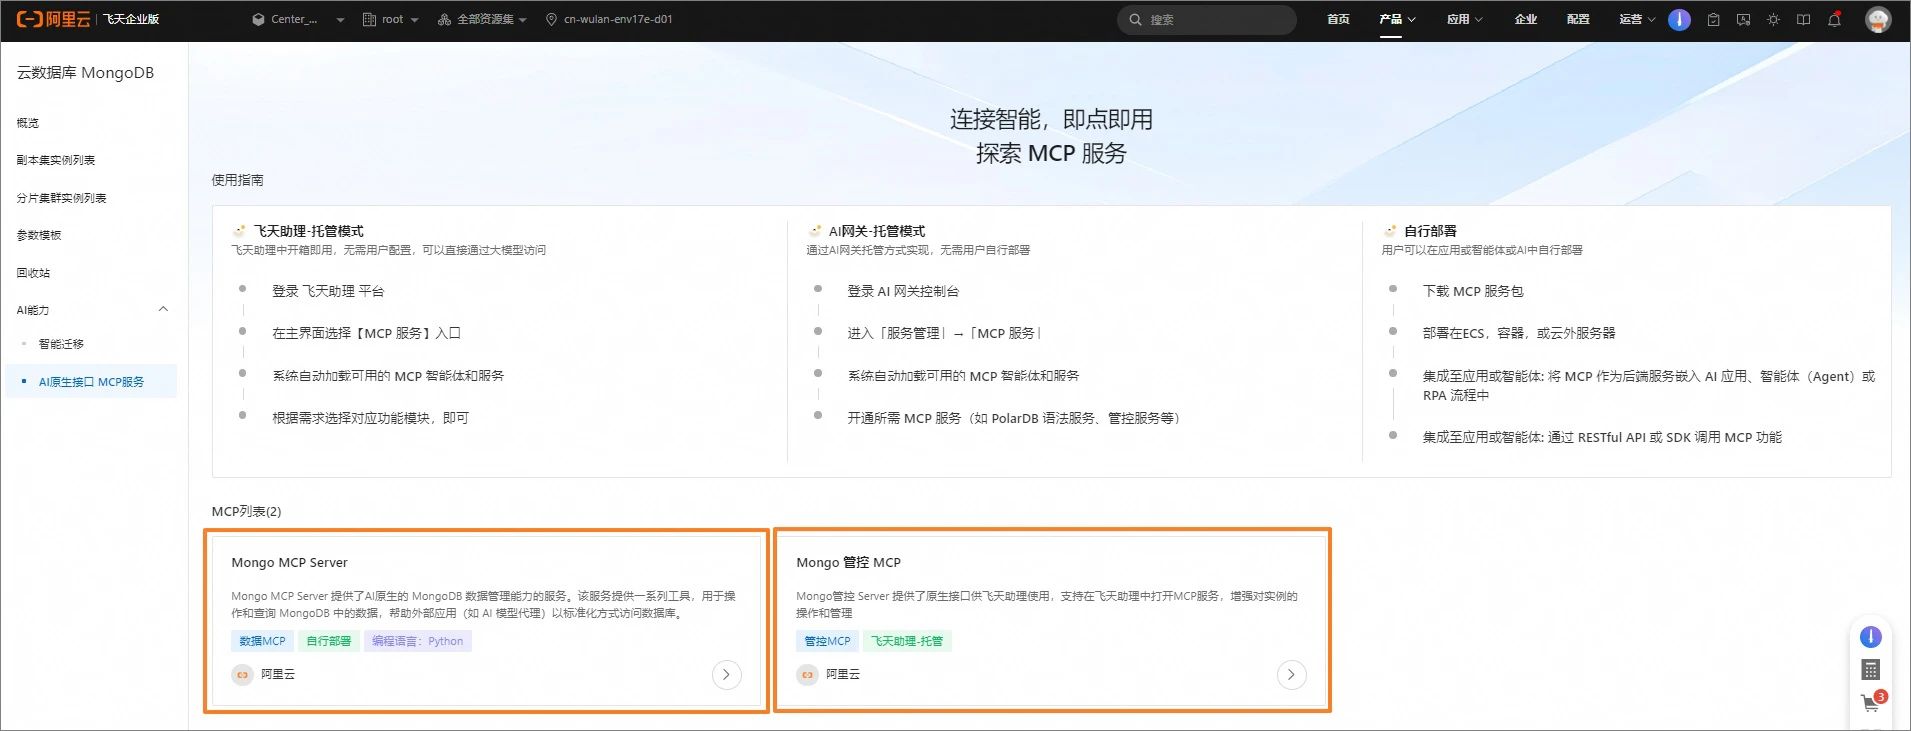 阿里云 | 飞天企业版
Center_...
root
全部资源集
cn-wulan-env17e-d01
搜索
首页
产品
应用
企业
配置
运营
云数据库 MongoDB
概览
副本集实例列表
分片集群实例列表
参数模板
回收站
AI能力
智能迁移
AI原生接口 MCP服务
连接智能，即点即用
探索 MCP 服务
使用指南
飞天助理-托管模式
飞天助理中开箱即用，无需用户配置，可以直接通过大模型访问
登录 飞天助理 平台
在主界面选择【MCP 服务】入口
系统自动加载可用的 MCP 智能体和服务
根据需求选择对应功能模块，即可
AI网关-托管模式
通过AI网关托管方式实现，无需用户自行部署
登录 AI 网关控制台
进入「服务管理」→「MCP 服务」
系统自动加载可用的 MCP 智能体和服务
开通所需 MCP 服务（如 PolarDB 语法服务、管控服务等）
自行部署
用户可以在应用或智能体或AI中自行部署
下载 MCP 服务包
部署在ECS，容器，或云外服务器
集成至应用或智能体: 将 MCP 作为后端服务嵌入 AI 应用、智能体（Agent）或
RPA 流程中
集成至应用或智能体: 通过 RESTful API 或 SDK 调用 MCP 功能
MCP列表(2)
Mongo MCP Server
Mongo MCP Server 提供了AI原生的 MongoDB 数据管理能力的服务。该服务提供一系列工具，用于操
作和查询 MongoDB 中的数据，帮助外部应用（如 AI 模型代理）以标准化方式访问数据库。
数据MCP
自行部署
编程语言：Python
阿里云
Mongo 管控 MCP
Mongo管控 Server 提供了原生接口供飞天助理使用，支持在飞天助理中打开MCP服务，增强对实例的
操作和管理
管控MCP
飞天助理-托管
阿里云
3